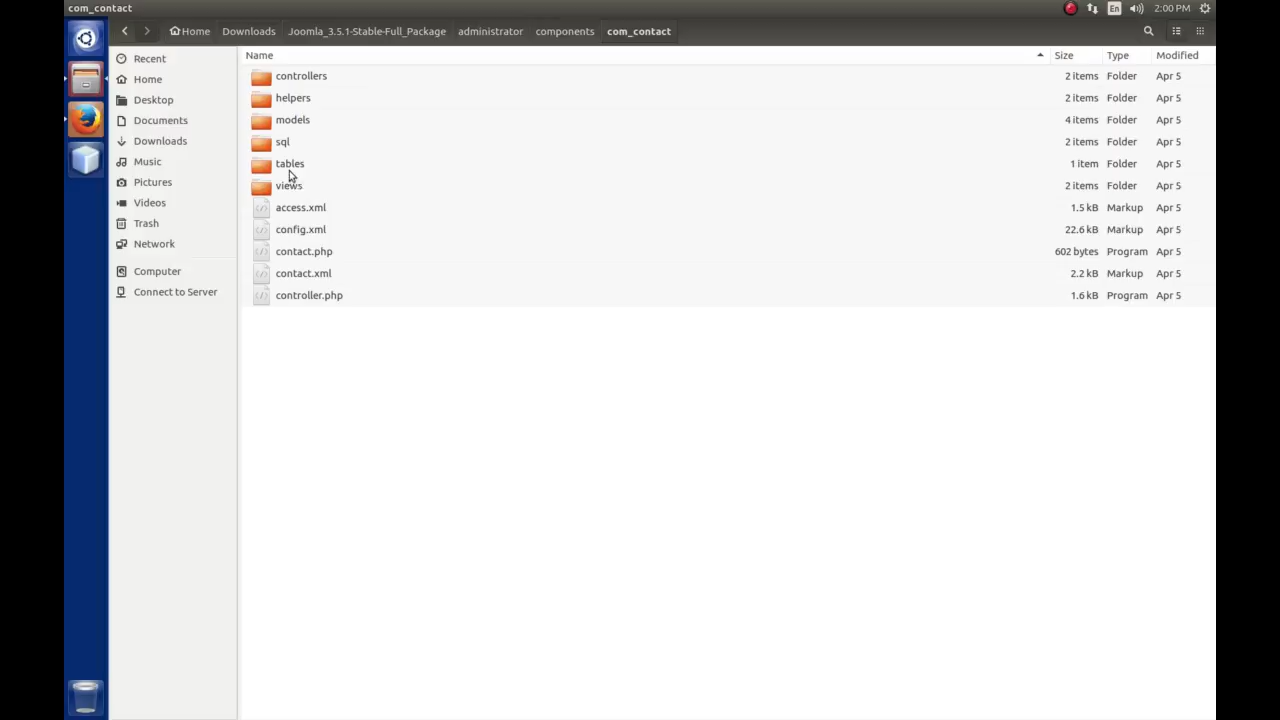 com_contact
En
2:00 PM
Home Downloads Joomla_3.5.1-Stable-Full_Package administrator components com_contact
Recent
Home
Desktop
Documents
Downloads
Music
Pictures
Videos
Trash
Network
Computer
Connect to Server
Name Size Type Modified
controllers 2 items Folder Apr 5
helpers 2 items Folder Apr 5
models 4 items Folder Apr 5
sql 2 items Folder Apr 5
tables 1 item Folder Apr 5
views 2 items Folder Apr 5
access.xml 1.5 kB Markup Apr 5
config.xml 22.6 kB Markup Apr 5
contact.php 602 bytes Program Apr 5
contact.xml 2.2 kB Markup Apr 5
controller.php 1.6 kB Program Apr 5